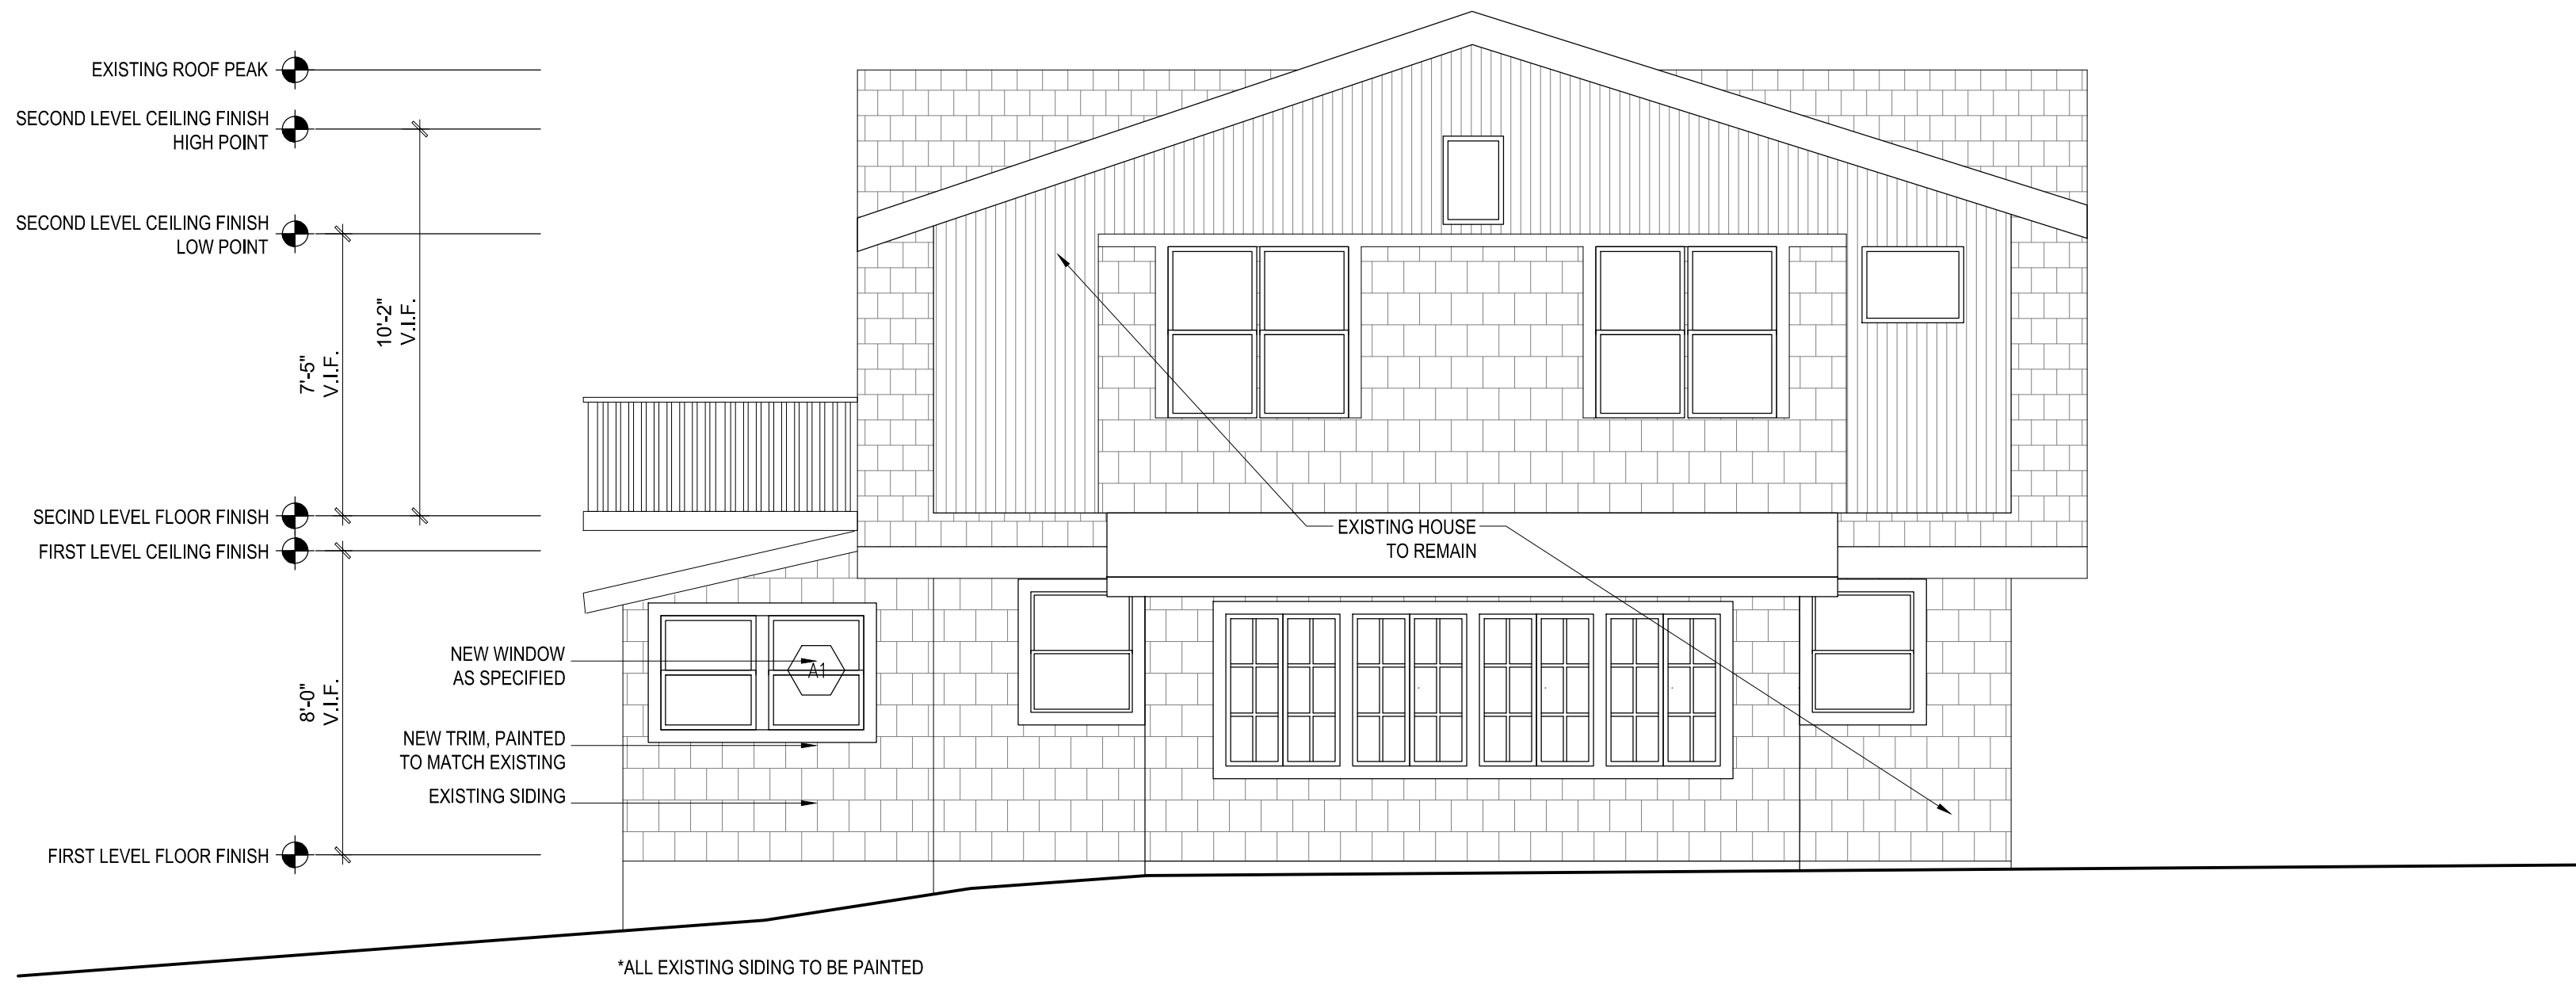 EXISTING ROOF PEAK
SECOND LEVEL CEILING FINISH
HIGH POINT
SECOND LEVEL CEILING FINISH
LOW POINT
10'-2"
V.I.F.
7'-5"
V.I.F.
SECIND LEVEL FLOOR FINISH
FIRST LEVEL CEILING FINISH
EXISTING HOUSE
TO REMAIN
NEW WINDOW
AS SPECIFIED
A1
8'-0"
V.I.F.
NEW TRIM, PAINTED
TO MATCH EXISTING
EXISTING SIDING
FIRST LEVEL FLOOR FINISH
*ALL EXISTING SIDING TO BE PAINTED